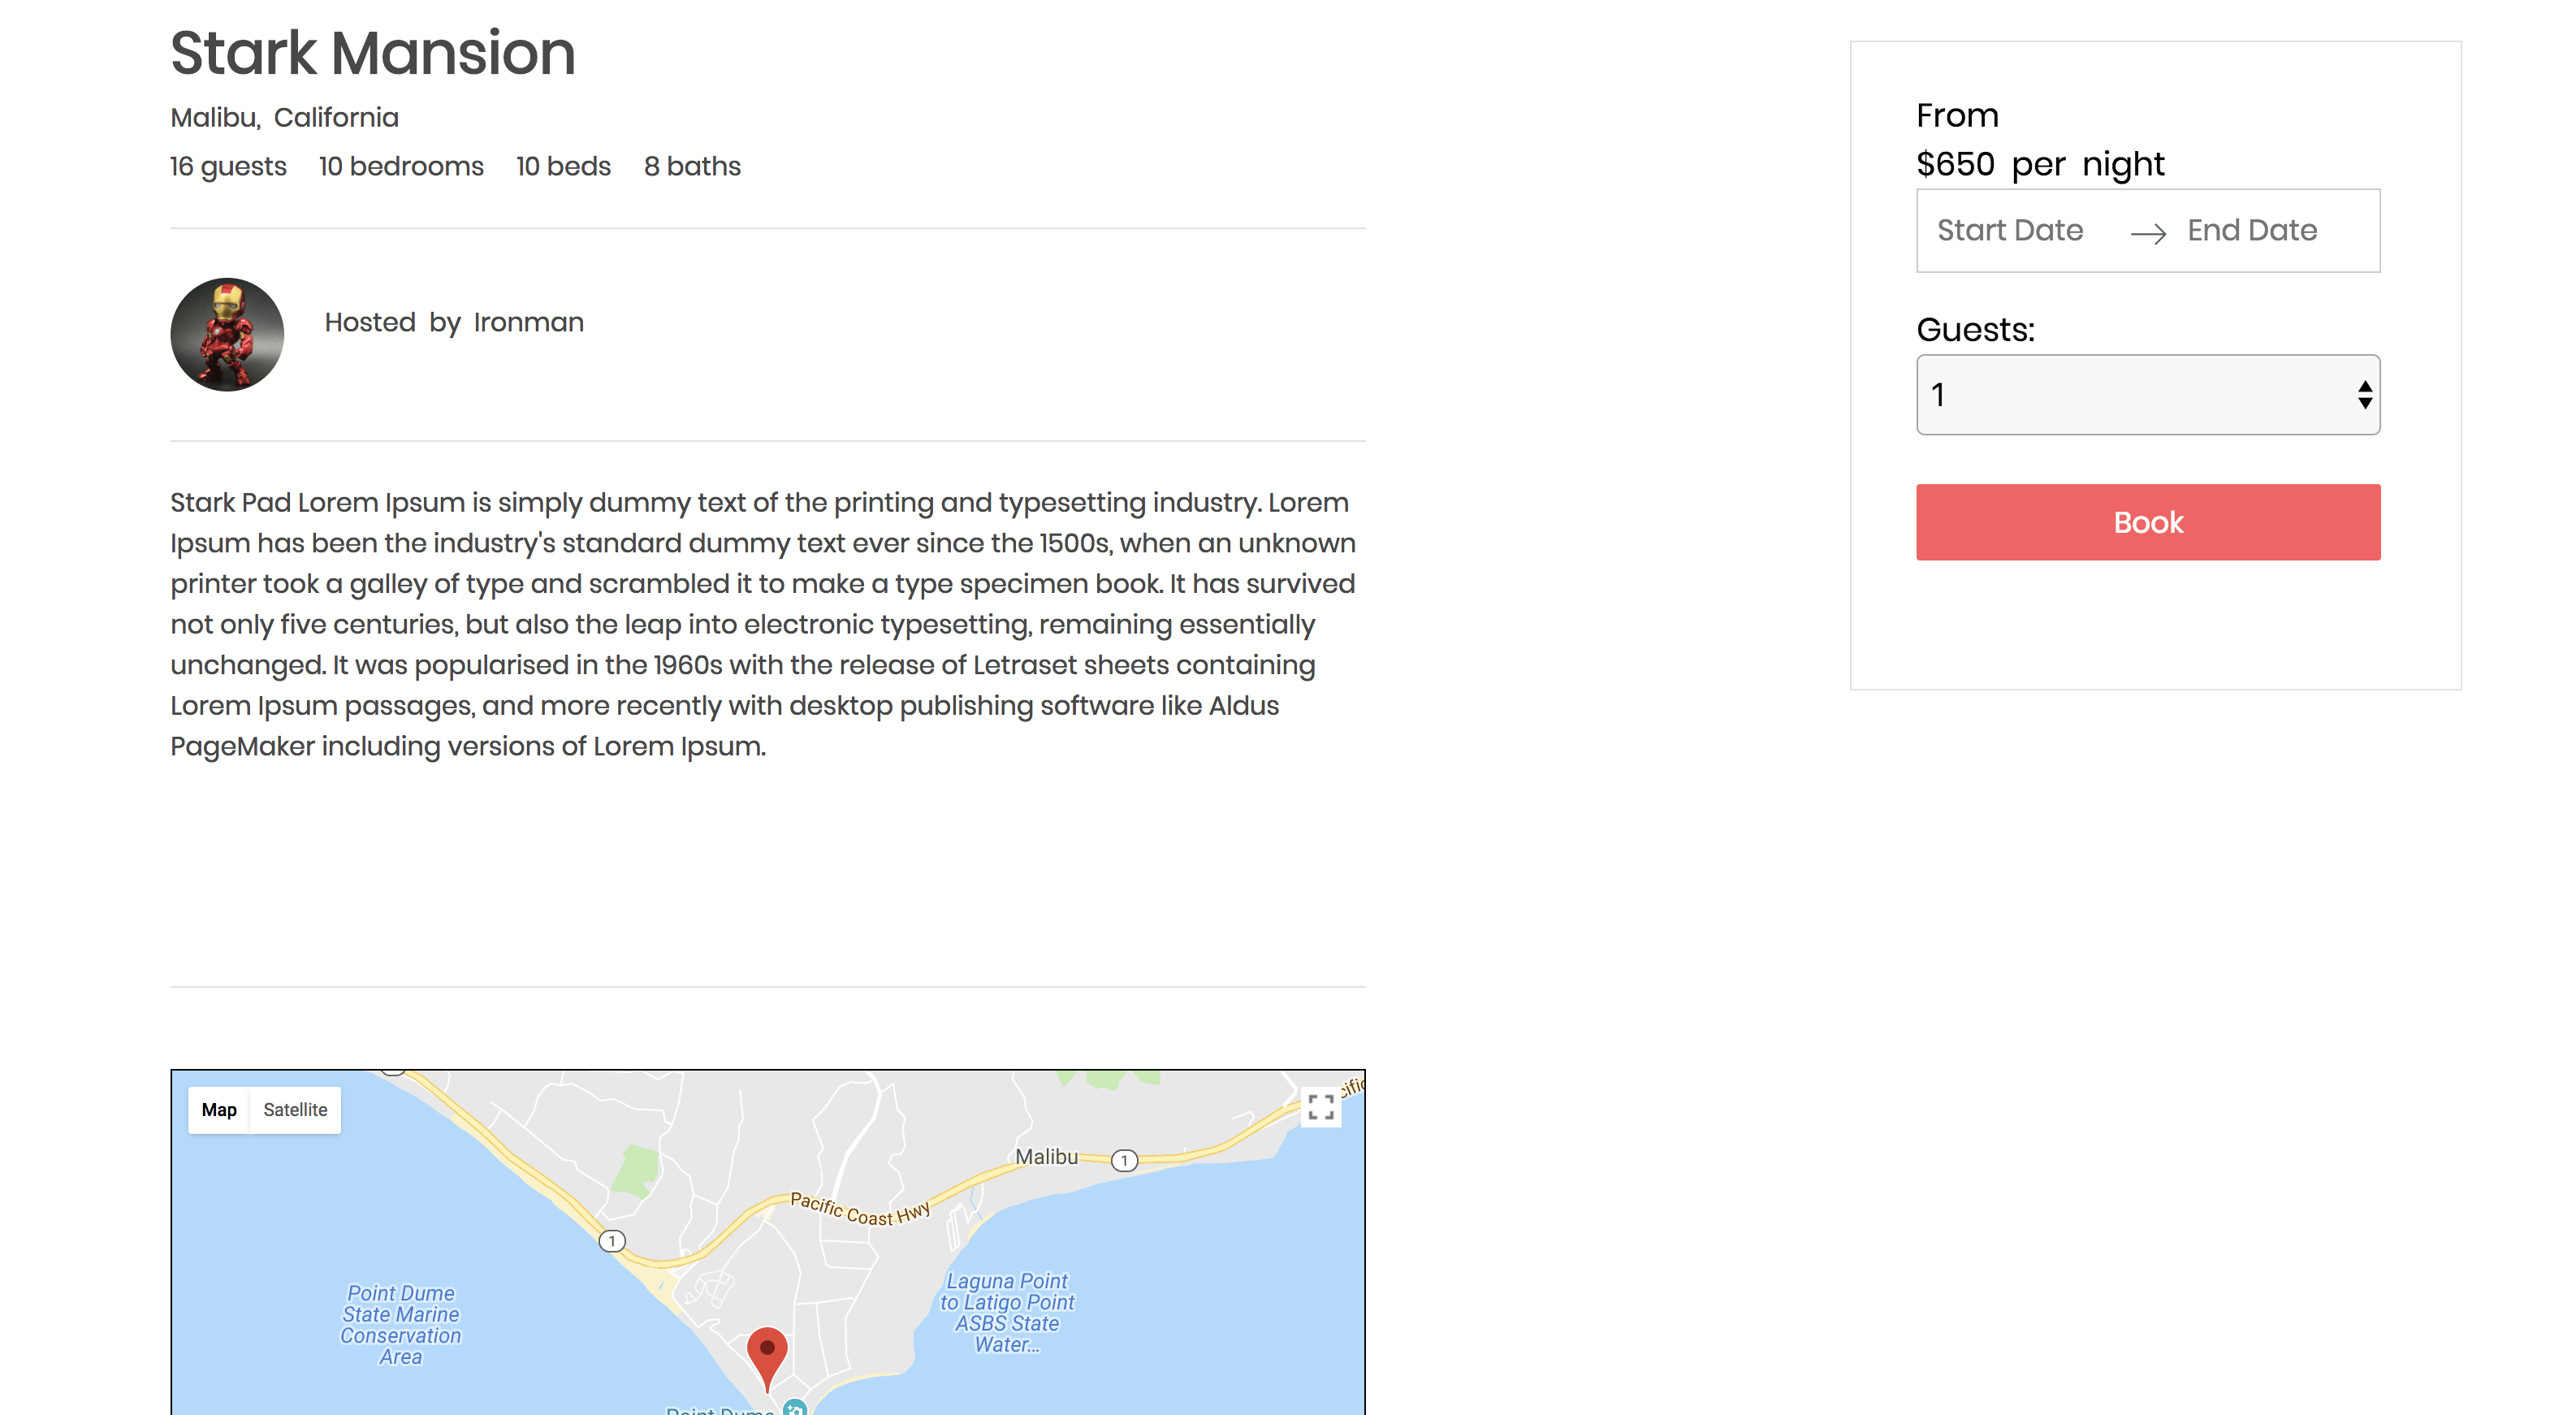 Stark Mansion
Malibu, California
16 guests 10 bedrooms 10 beds 8 baths
Hosted by Ironman
Stark Pad Lorem Ipsum is simply dummy text of the printing and typesetting industry. Lorem
Ipsum has been the industry's standard dummy text ever since the 1500s, when an unknown
printer took a galley of type and scrambled it to make a type specimen book. It has survived
not only five centuries, but also the leap into electronic typesetting, remaining essentially
unchanged. It was popularised in the 1960s with the release of Letraset sheets containing
Lorem Ipsum passages, and more recently with desktop publishing software like Aldus
PageMaker including versions of Lorem Ipsum.
From
$650 per night
Start Date → End Date
Guests:
1
Book
Map Satellite
Malibu
1
Pacific Coast Hwy
1
Point Dume
State Marine
Conservation
Area
Laguna Point
to Latigo Point
ASBS State
Water...
Point Dume